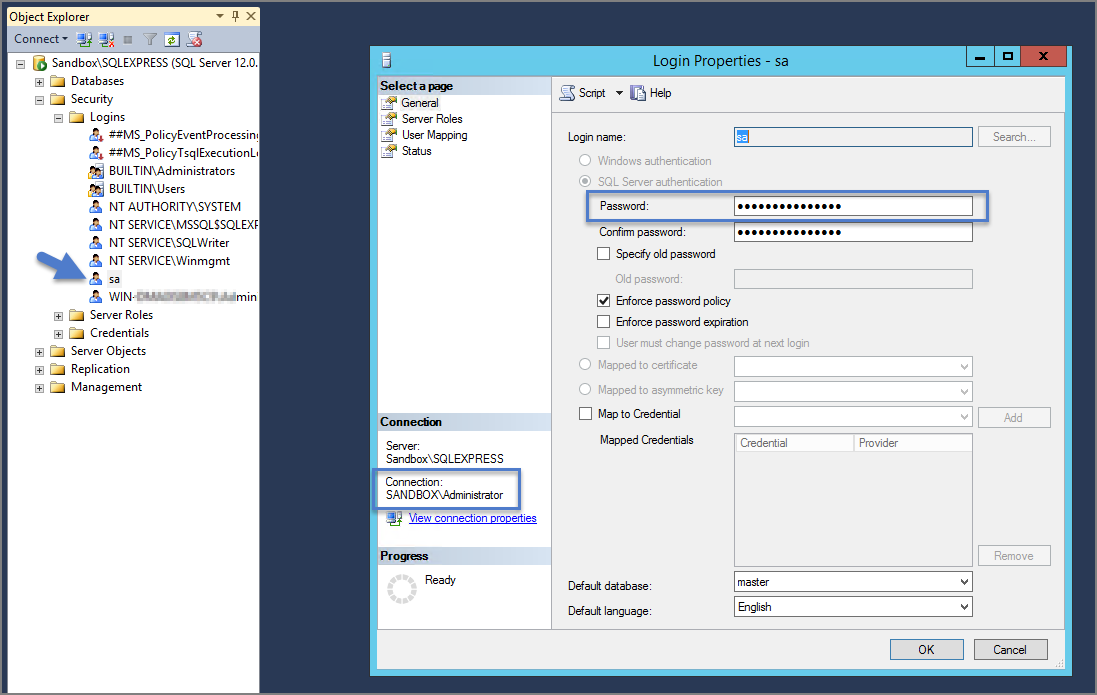 Object Explorer
Connect
Sandbox\SQLEXPRESS (SQL Server 12.0.
Databases
Security
Logins
##MS_PolicyEventProcessing
##MS_PolicyTsqlExecutionLo
BUILTIN\Administrators
BUILTIN\Users
NT AUTHORITY\SYSTEM
NT SERVICE\MSSQL$SQLEXP
NT SERVICE\SQLWriter
NT SERVICE\Winmgmt
sa
WIN-
Server Roles
Credentials
Server Objects
Replication
Management
Login Properties - sa
Select a page
General
Server Roles
User Mapping
Status
Connection
Server:
Sandbox\SQLEXPRESS
Connection:
SANDBOX\Administrator
View connection properties
Progress
Ready
Script
Help
Login name:
sa
Search...
Windows authentication
SQL Server authentication
Password:
●●●●●●●●●●●●●●●
Confirm password:
●●●●●●●●●●●●●●●
Specify old password
Old password:
Enforce password policy
Enforce password expiration
User must change password at next login
Mapped to certificate
Mapped to asymmetric key
Map to Credential
Add
Mapped Credentials
Credential Provider
Remove
Default database: master
Default language: English
OK Cancel